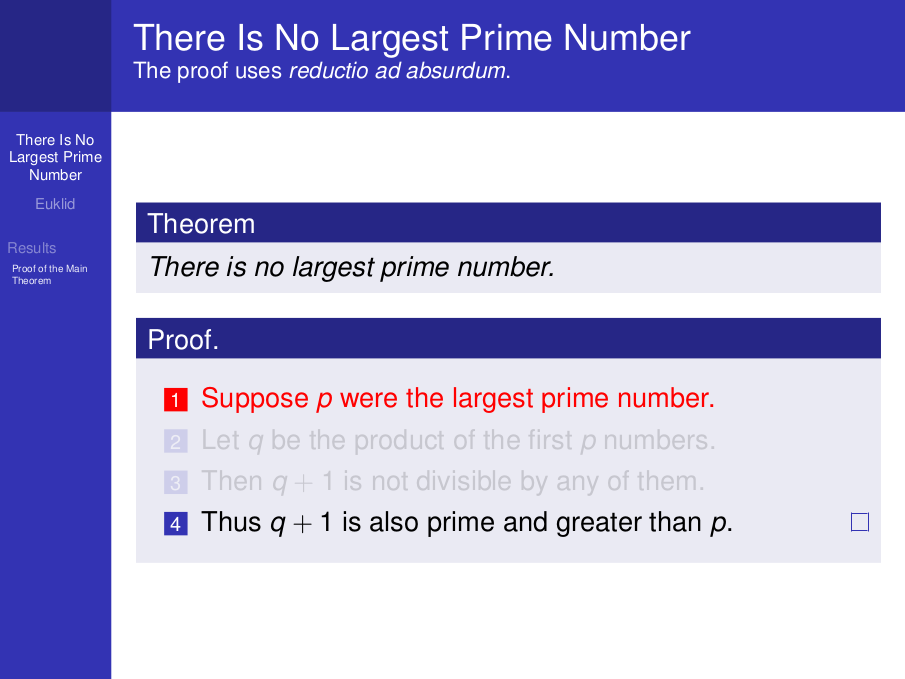 There Is No Largest Prime Number
The proof uses reductio ad absurdum.
There Is No
Largest Prime
Number
Euklid
Results
Proof of the Main
Theorem
Theorem
There is no largest prime number.
Proof.
1 Suppose p were the largest prime number.
2 Let q be the product of the first p numbers.
3 Then q + 1 is not divisible by any of them.
4 Thus q + 1 is also prime and greater than p. □